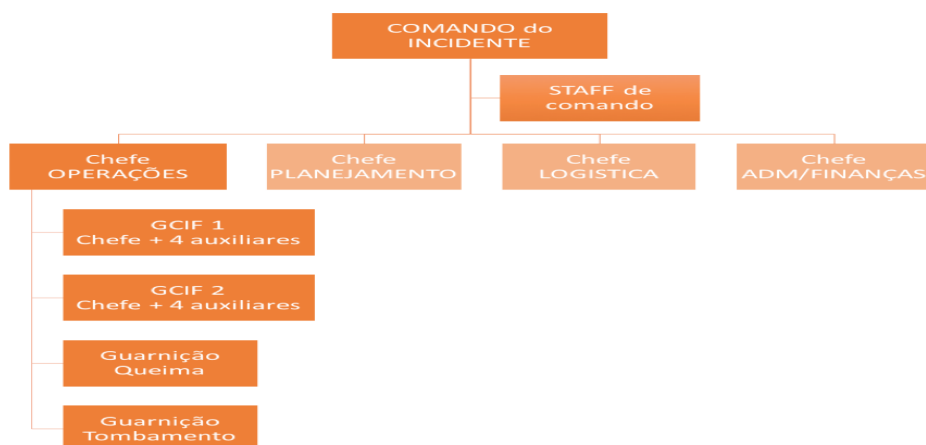 COMANDO do
INCIDENTE
STAFF de
comando
Chefe
OPERAÇÕES
Chefe
PLANEJAMENTO
Chefe
LOGISTICA
Chefe
ADM/FINANÇAS
GCIF 1
Chefe + 4 auxiliares
GCIF 2
Chefe + 4 auxiliares
Guarnição
Queima
Guarnição
Tombamento